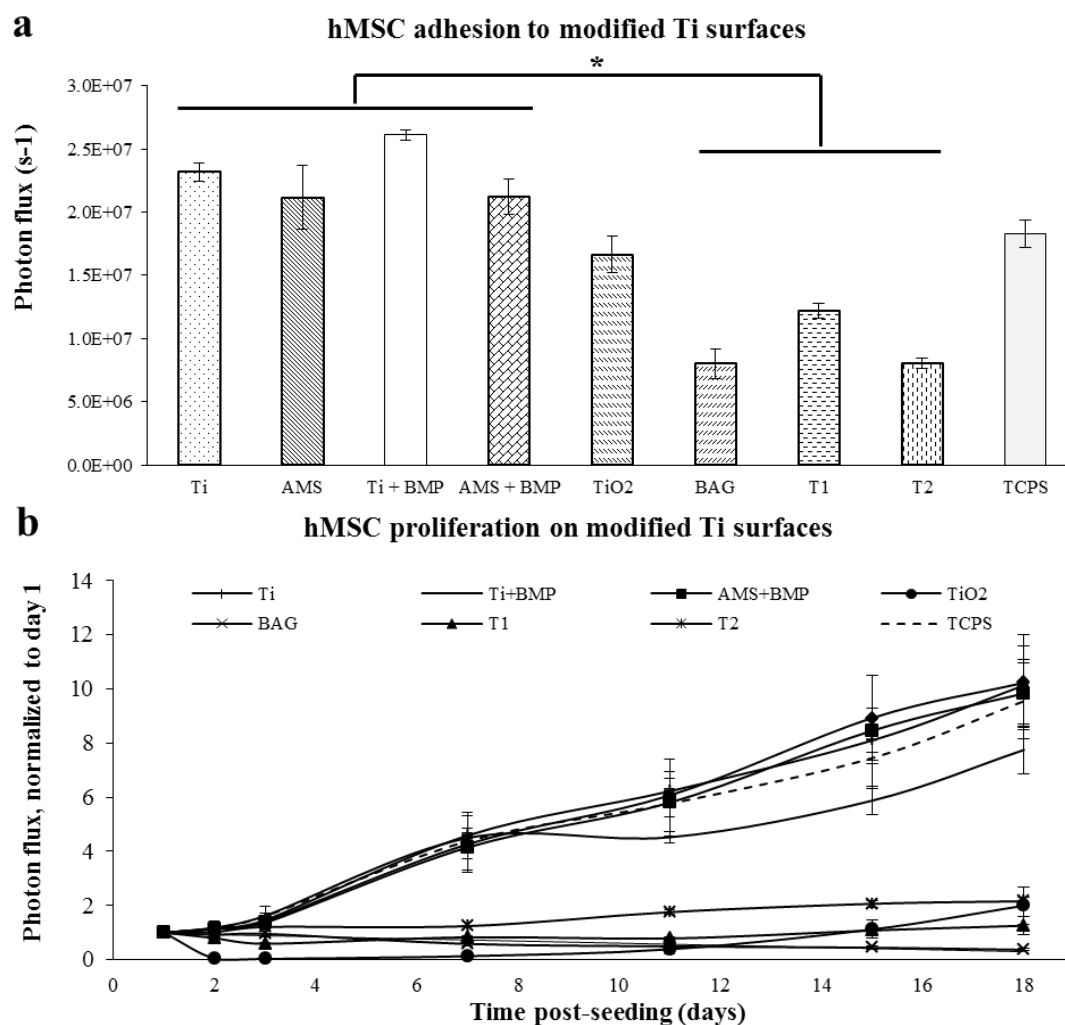 a
hMSC adhesion to modified Ti surfaces
*
Photon flux (s-1)
3.0E+07
2.5E+07
2.0E+07
1.5E+07
1.0E+07
5.0E+06
0.0E+00
Ti AMS Ti + BMP AMS + BMP TiO2 BAG T1 T2 TCPS
b
hMSC proliferation on modified Ti surfaces
Photon flux, normalized to day 1
14
12
10
8
6
4
2
0
Ti Ti+BMP AMS+BMP TiO2
BAG T1 T2 TCPS
0 2 4 6 8 10 12 14 16 18
Time post-seeding (days)